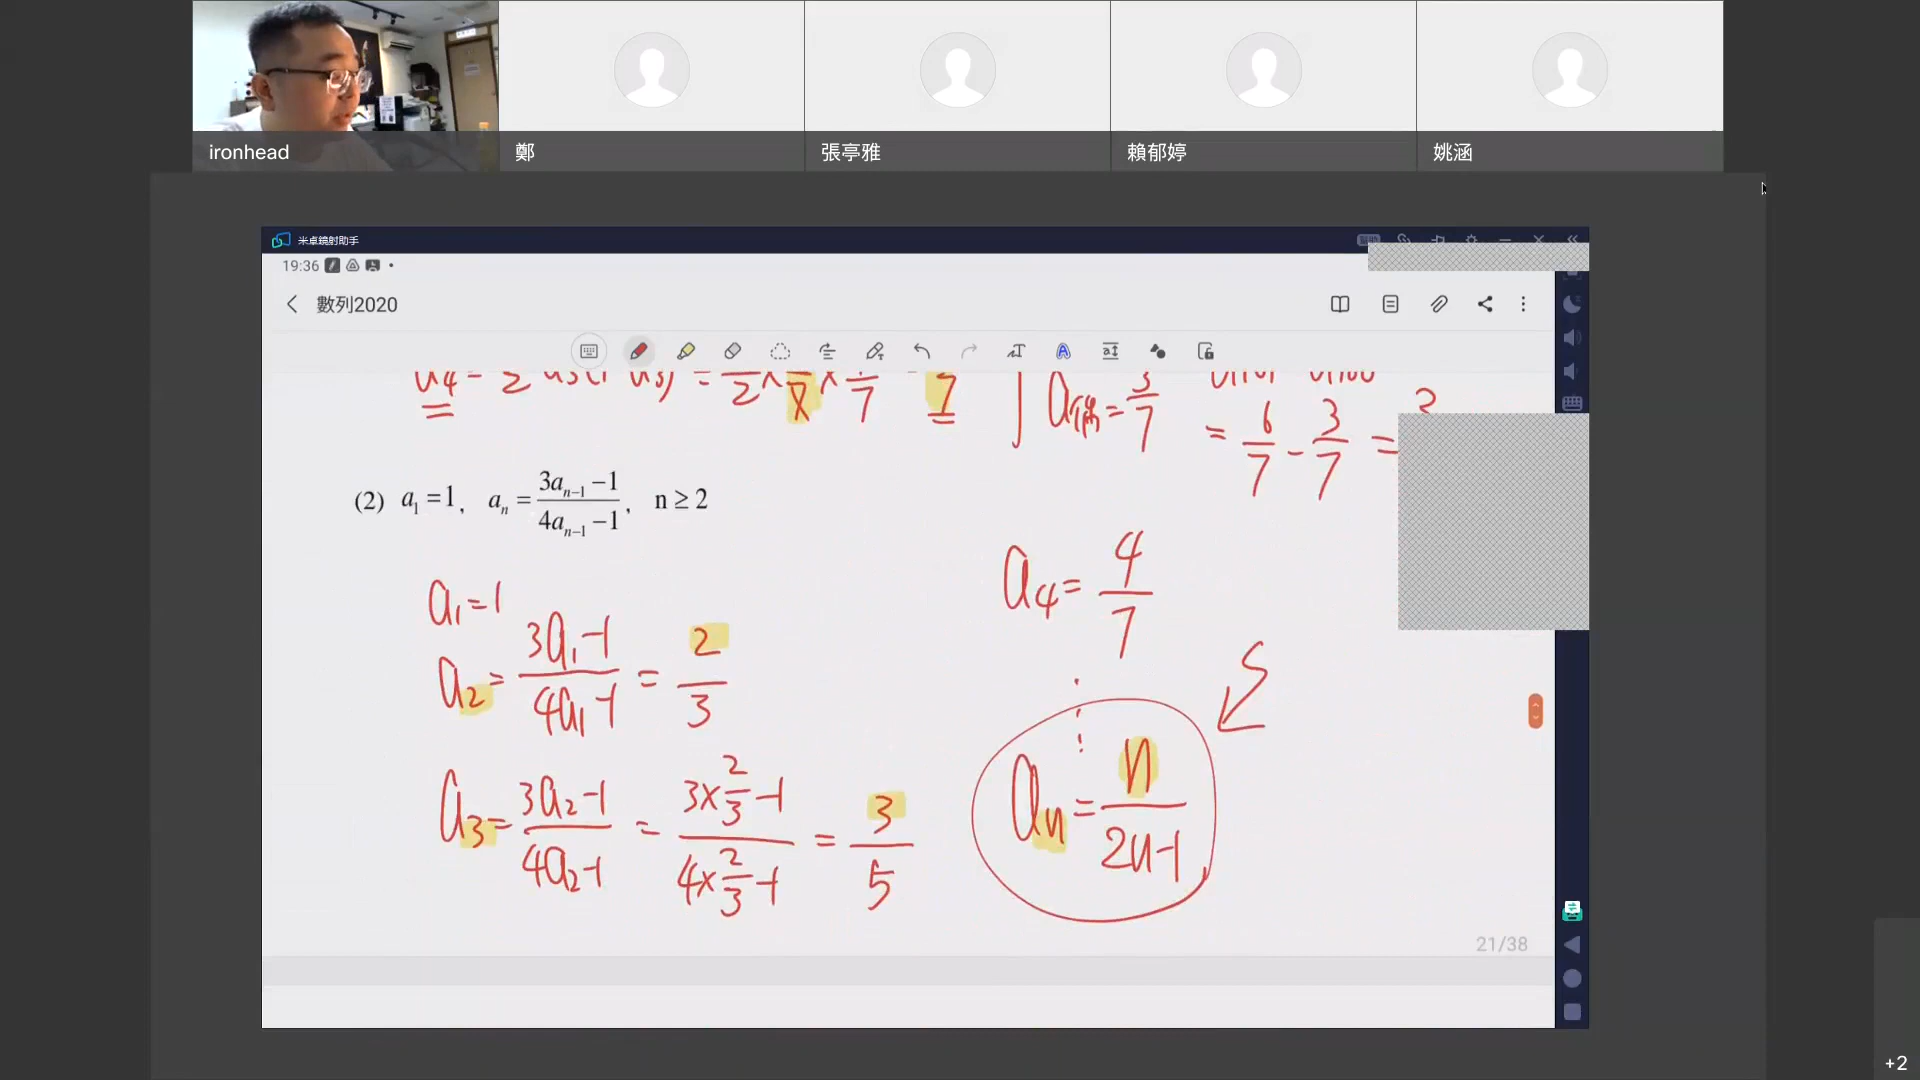 ironhead
鄭
張亭雅
賴郁婷
姚涵
米卓鏡射助手
19:36
數列2020
= 6/7 - 3/7 =
(2) a₁ = 1, aₙ = (3aₙ₋₁ − 1)/(4aₙ₋₁ − 1), n ≥ 2
a₁ = 1
a₂ = (3a₁ − 1)/(4a₁ − 1) = 2/3
a₃ = (3a₂ − 1)/(4a₂ − 1) = (3×2/3 − 1)/(4×2/3 − 1) = 3/5
a₄ = 4/7
⋮
aₙ = n/(2n − 1)
21/38
+2